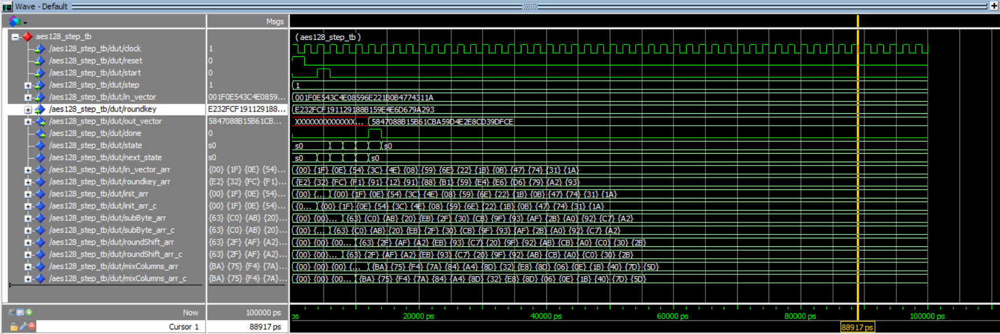 Wave - Default
Msgs
aes128_step_tb
( aes128_step_tb )
/aes128_step_tb/dut/clock 1
/aes128_step_tb/dut/reset 0
/aes128_step_tb/dut/start 0
/aes128_step_tb/dut/step 1 1
/aes128_step_tb/dut/in_vector 001F0E543C4E0859... 001F0E543C4E08596E221B0B4774311A
/aes128_step_tb/dut/roundkey E232FCF191129188... E232FCF191129188B159E4E6D679A293
/aes128_step_tb/dut/out_vector 5847088B15B61CB... XXXXXXXXXXXXXX... 5847088B15B61CBA59D4E2E8CD39DFCE
/aes128_step_tb/dut/done 0
/aes128_step_tb/dut/state s0 s0 s0
/aes128_step_tb/dut/next_state s0 s0 s0
/aes128_step_tb/dut/in_vector_arr {00} {1F} {0E} {54}... {00} {1F} {0E} {54} {3C} {4E} {08} {59} {6E} {22} {1B} {0B} {47} {74} {31} {1A}
/aes128_step_tb/dut/roundkey_arr {E2} {32} {FC} {F1}... {E2} {32} {FC} {F1} {91} {12} {91} {88} {B1} {59} {E4} {E6} {D6} {79} {A2} {93}
/aes128_step_tb/dut/init_arr {00} {1F} {0E} {54}... {00} {... {00} {1F} {0E} {54} {3C} {4E} {08} {59} {6E} {22} {1B} {0B} {47} {74} {31} {1A}
/aes128_step_tb/dut/init_arr_c {00} {1F} {0E} {54}... {0... {00} {1F} {0E} {54} {3C} {4E} {08} {59} {6E} {22} {1B} {0B} {47} {74} {31} {1A}
/aes128_step_tb/dut/subByte_arr {63} {C0} {AB} {20}... {00} {00}... {63} {C0} {AB} {20} {EB} {2F} {30} {CB} {9F} {93} {AF} {2B} {A0} {92} {C7} {A2}
/aes128_step_tb/dut/subByte_arr_c {63} {C0} {AB} {20}... {00} {... {63} {C0} {AB} {20} {EB} {2F} {30} {CB} {9F} {93} {AF} {2B} {A0} {92} {C7} {A2}
/aes128_step_tb/dut/roundShift_arr {63} {2F} {AF} {A2}... {00} {00} {00... {63} {2F} {AF} {A2} {EB} {93} {C7} {20} {9F} {92} {AB} {CB} {A0} {C0} {30} {2B}
/aes128_step_tb/dut/roundShift_arr_c {63} {2F} {AF} {A2}... {00} {00}... {63} {2F} {AF} {A2} {EB} {93} {C7} {20} {9F} {92} {AB} {CB} {A0} {C0} {30} {2B}
/aes128_step_tb/dut/mixColumns_arr {BA} {75} {F4} {7A}... {00} {00} {00} {... {BA} {75} {F4} {7A} {84} {A4} {8D} {32} {E8} {8D} {06} {0E} {1B} {40} {7D} {5D}
/aes128_step_tb/dut/mixColumns_arr_c {BA} {75} {F4} {7A}... {00} {00} {00... {BA} {75} {F4} {7A} {84} {A4} {8D} {32} {E8} {8D} {06} {0E} {1B} {40} {7D} {5D}
Now 100000 ps ps 20000 ps 40000 ps 60000 ps 80000 ps 100000 ps
Cursor 1 88917 ps 88917 ps